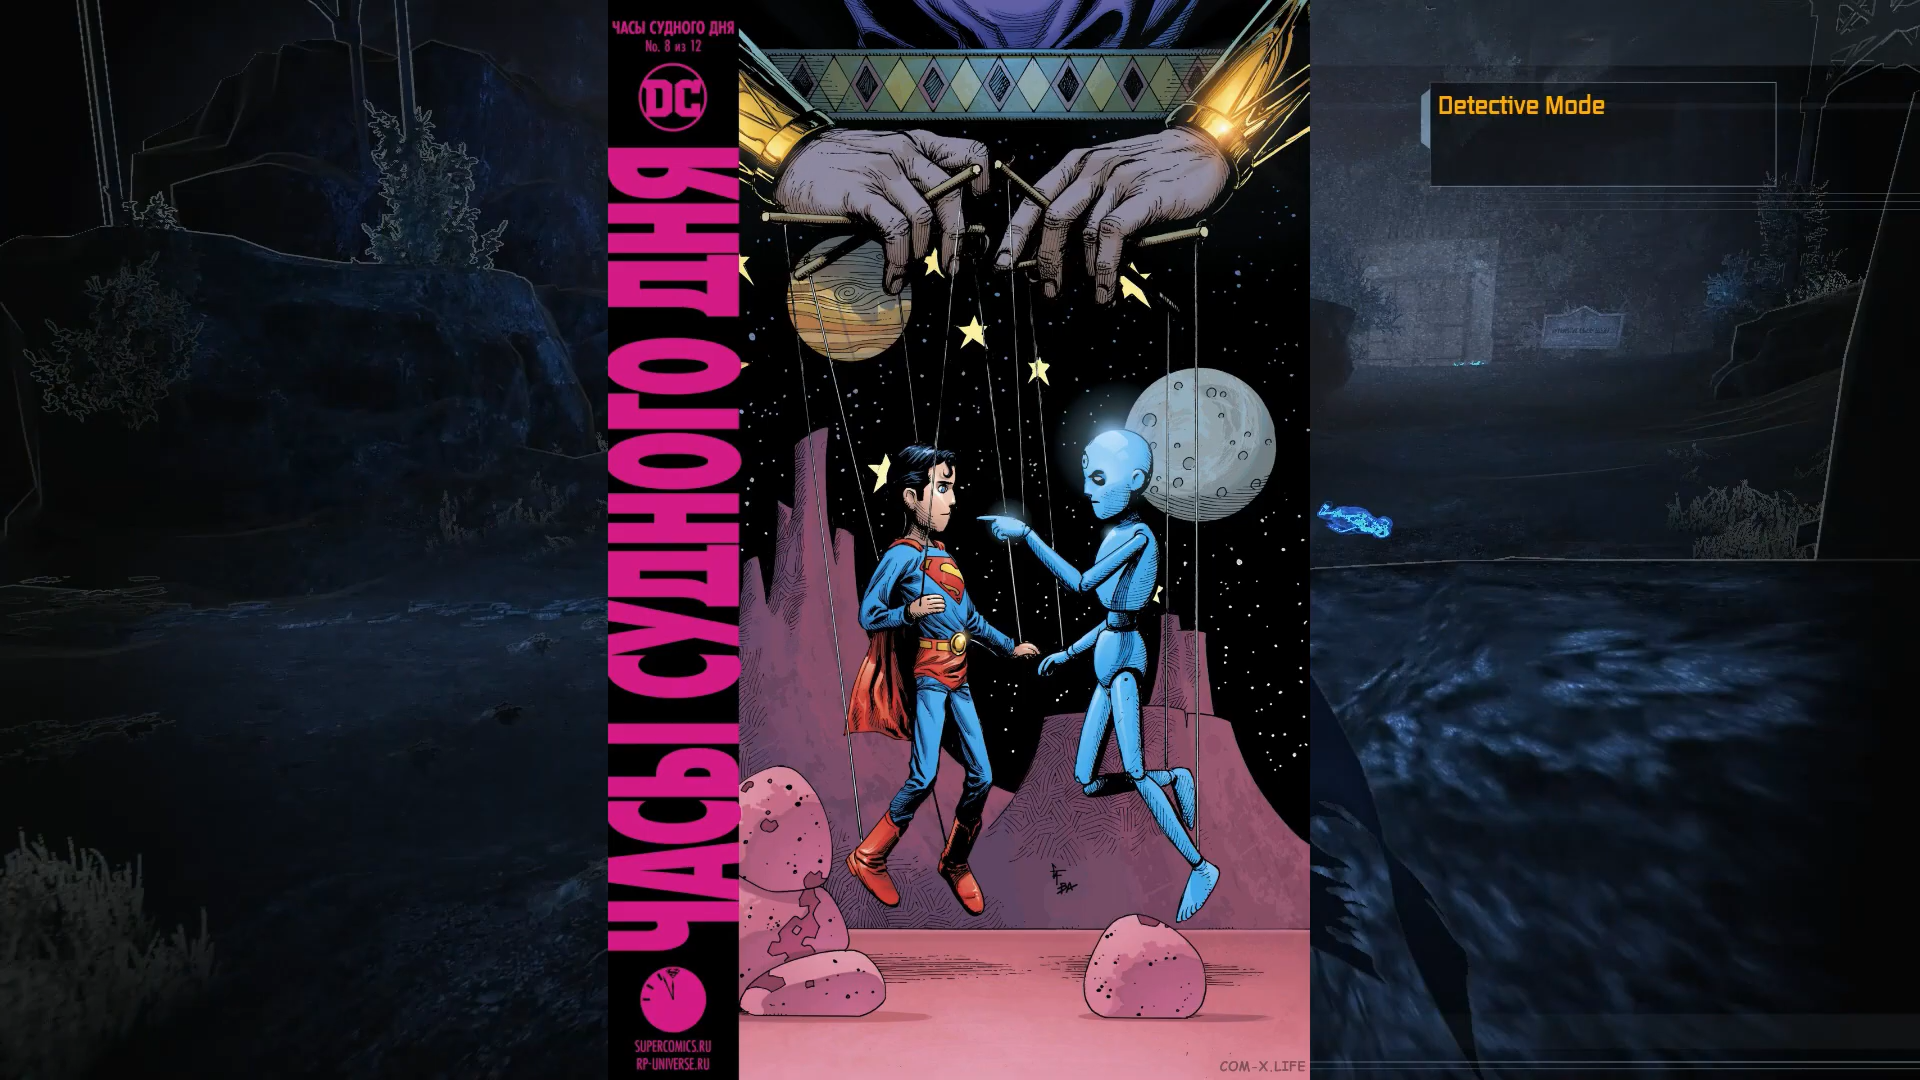 ЧАСЫ СУДНОГО ДНЯ
No. 8 из 12
DC
ЧАСЫ СУДНОГО ДНЯ
SUPERCOMICS.RU
RP-UNIVERSE.RU
COM-X.LIFE
Detective Mode